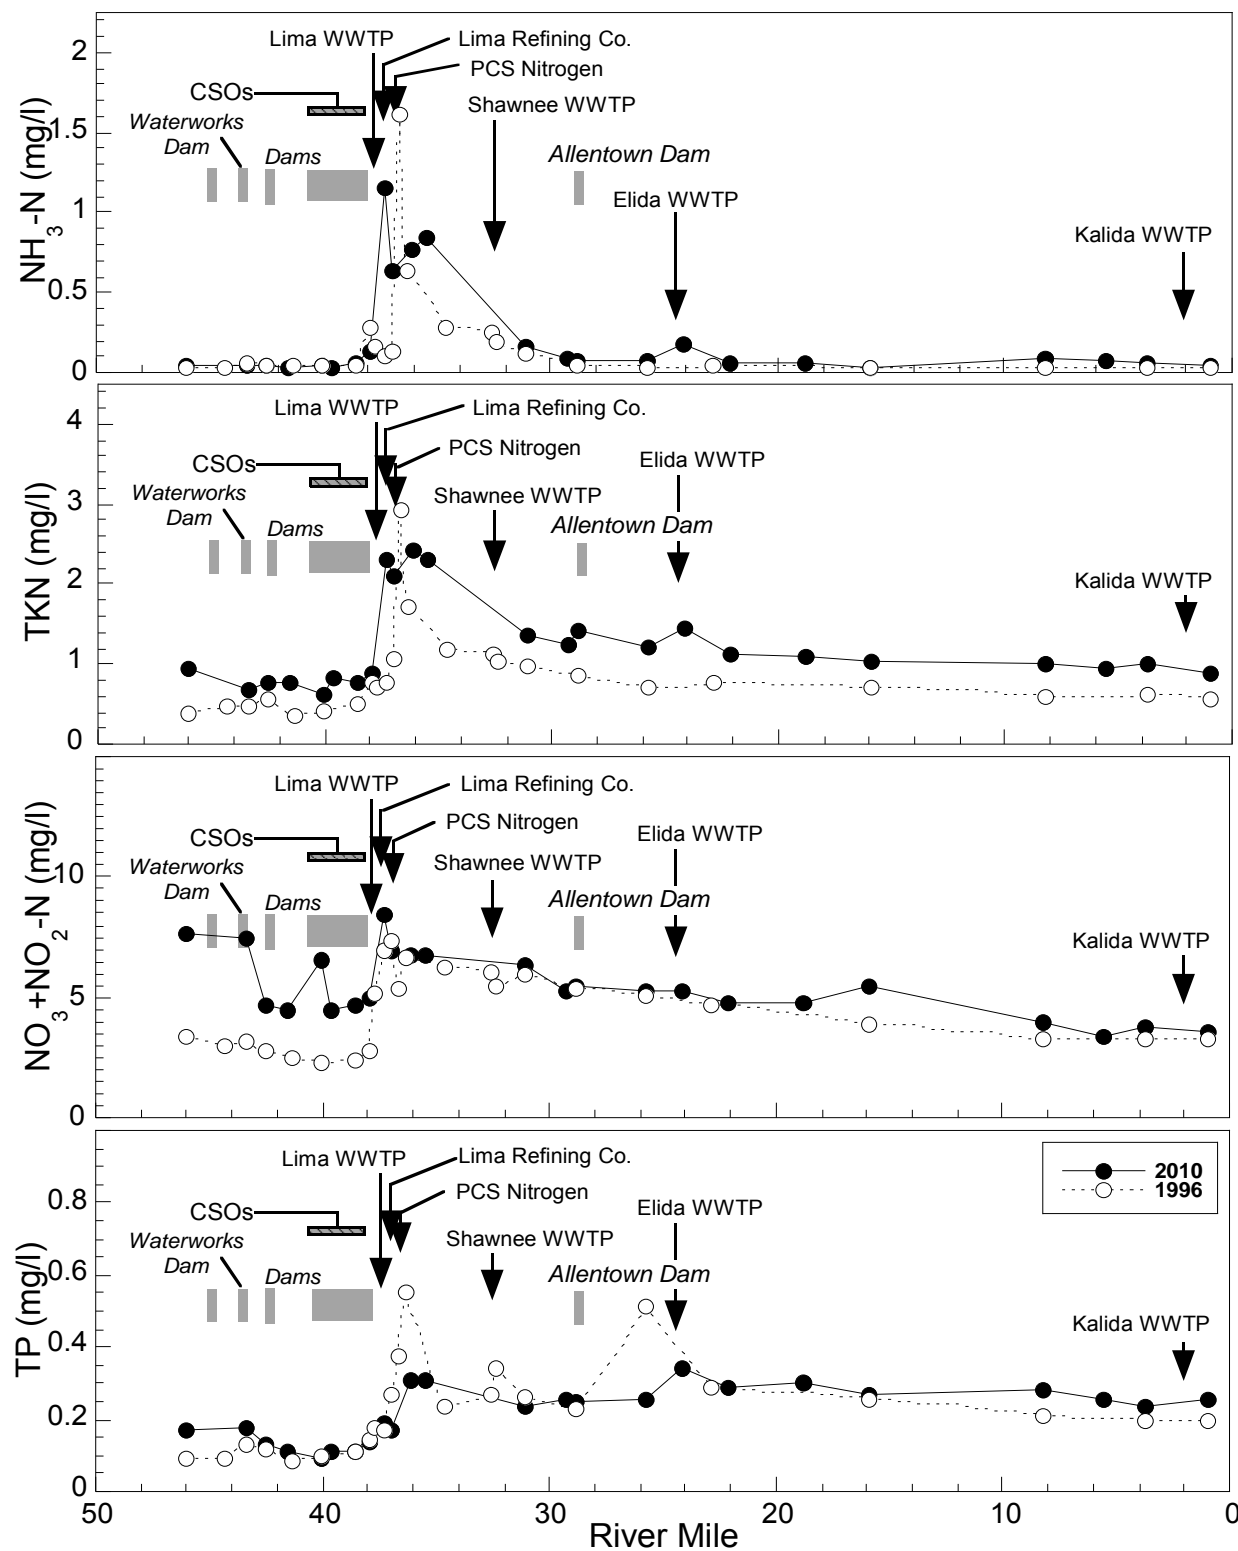 Lima WWTP
Lima Refining Co.
PCS Nitrogen
CSOs
Shawnee WWTP
Waterworks
Dam
Dams
Allentown Dam
Elida WWTP
Kalida WWTP
NH3-N (mg/l)
2
1.5
1
0.5
0
Lima WWTP
Lima Refining Co.
PCS Nitrogen
CSOs
Elida WWTP
Waterworks
Dam
Shawnee WWTP
Dams
Allentown Dam
Kalida WWTP
TKN (mg/l)
4
3
2
1
0
Lima WWTP
Lima Refining Co.
PCS Nitrogen
CSOs
Elida WWTP
Waterworks
Dam
Shawnee WWTP
Dams
Allentown Dam
Kalida WWTP
NO3+NO2-N (mg/l)
10
5
0
Lima WWTP
Lima Refining Co.
PCS Nitrogen
2010
1996
CSOs
Elida WWTP
Waterworks
Dam
Shawnee WWTP
Dams
Allentown Dam
Kalida WWTP
TP (mg/l)
0.8
0.6
0.4
0.2
0
50
40
30
20
10
0
River Mile